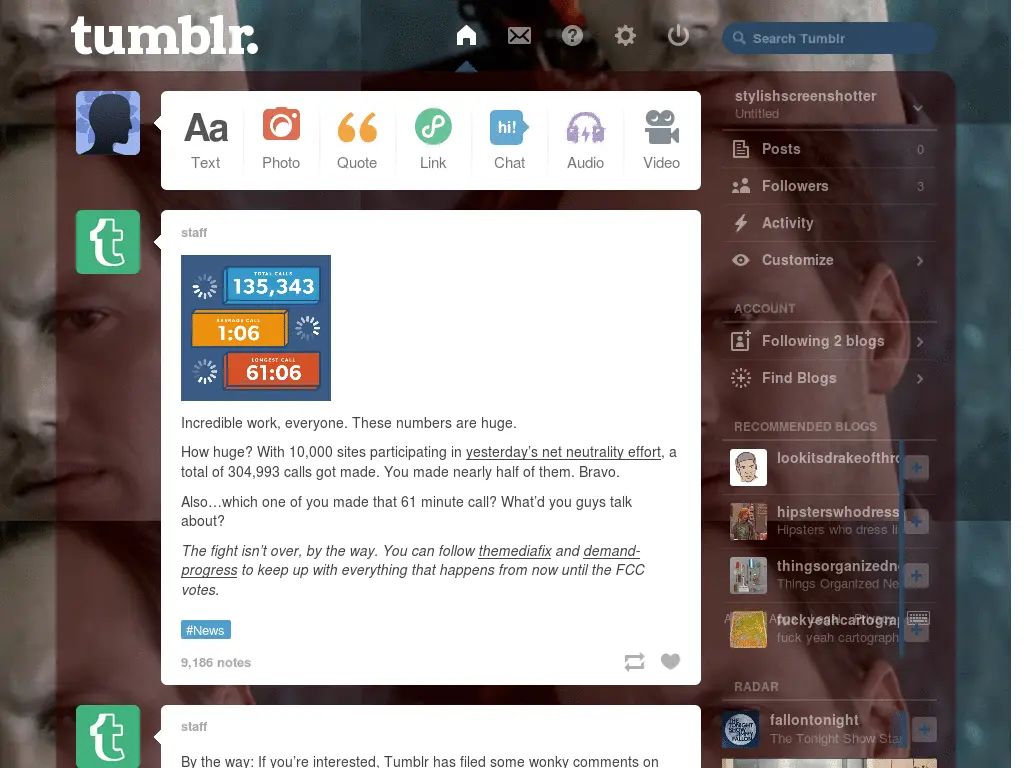 tumblr.
Search Tumblr
Aa
hi!
Text
Photo
Quote
Link
Chat
Audio
Video
stylishscreenshotter
Untitled
Posts 0
Followers 3
Activity
Customize
ACCOUNT
Following 2 blogs
Find Blogs
RECOMMENDED BLOGS
lookitsdrakeofthro
hipsterswhodress
Hipsters who dress li
thingsorganizedn
Things Organized Ne
fuckyeahcartogra
fuck yeah cartograph
RADAR
fallontonight
The Tonight Show Sta
t
staff
TOTAL CALLS
135,343
AVERAGE CALL
1:06
LONGEST CALL
61:06
Incredible work, everyone. These numbers are huge.
How huge? With 10,000 sites participating in yesterday's net neutrality effort, a
total of 304,993 calls got made. You made nearly half of them. Bravo.
Also…which one of you made that 61 minute call? What'd you guys talk
about?
The fight isn't over, by the way. You can follow themediafix and demand-
progress to keep up with everything that happens from now until the FCC
votes.
#News
9,186 notes
t
staff
By the way: If you're interested, Tumblr has filed some wonky comments on